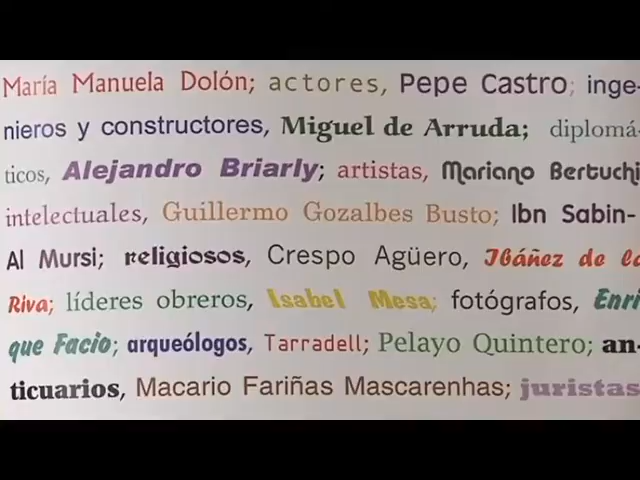 María Manuela Dolón; actores, Pepe Castro; inge-
nieros y constructores, Miguel de Arruda; diplomá-
ticos, Alejandro Briarly; artistas, Mariano Bertuchi
intelectuales, Guillermo Gozalbes Busto; Ibn Sabin-
Al Mursi; religiosos, Crespo Agüero, Ibáñez de la
Riva; líderes obreros, Isabel Mesa; fotógrafos, Enri
que Facio; arqueólogos, Tarradell; Pelayo Quintero; an-
ticuarios, Macario Fariñas Mascarenhas; juristas